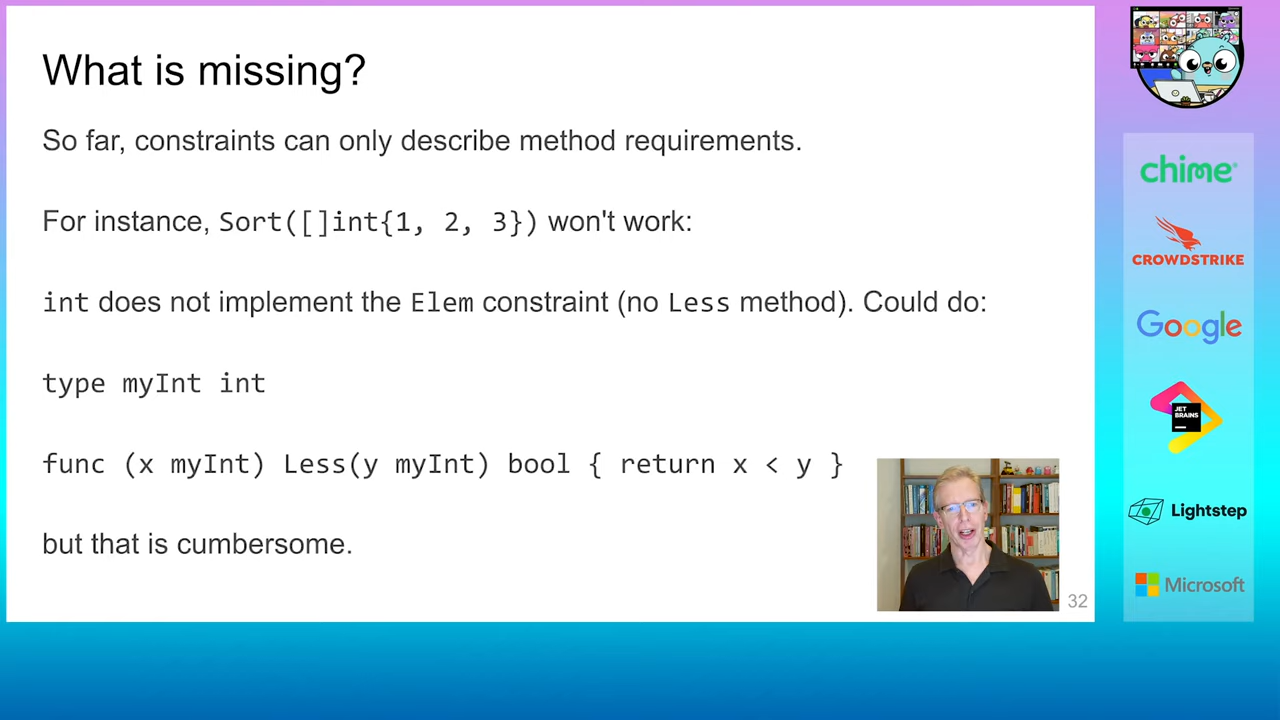 What is missing?
So far, constraints can only describe method requirements.
For instance, Sort([]int{1, 2, 3}) won't work:
int does not implement the Elem constraint (no Less method). Could do:
type myInt int
func (x myInt) Less(y myInt) bool { return x < y }
but that is cumbersome.
32
chime®
CROWDSTRIKE
Google
JET
BRAINS
Lightstep
Microsoft